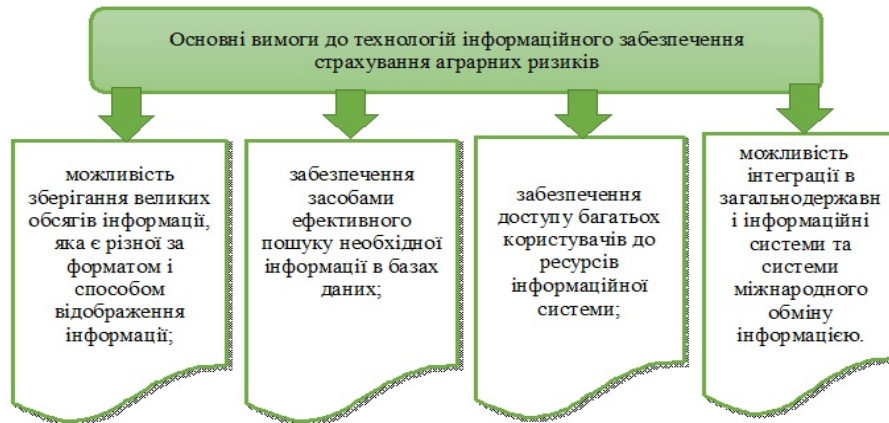 Основні вимоги до технологій інформаційного забезпечення
страхування аграрних ризиків
можливість
зберігання великих
обсягів інформації,
яка є різної за
форматом і
способом
відображення
інформації;
забезпечення
засобами
ефективного
пошуку необхідної
інформації в базах
даних;
забезпечення
доступу багатьох
користувачів до
ресурсів
інформаційної
системи;
можливість
інтеграції в
загальнодержавн
і інформаційні
системи та
системи
міжнародного
обміну
інформацією.